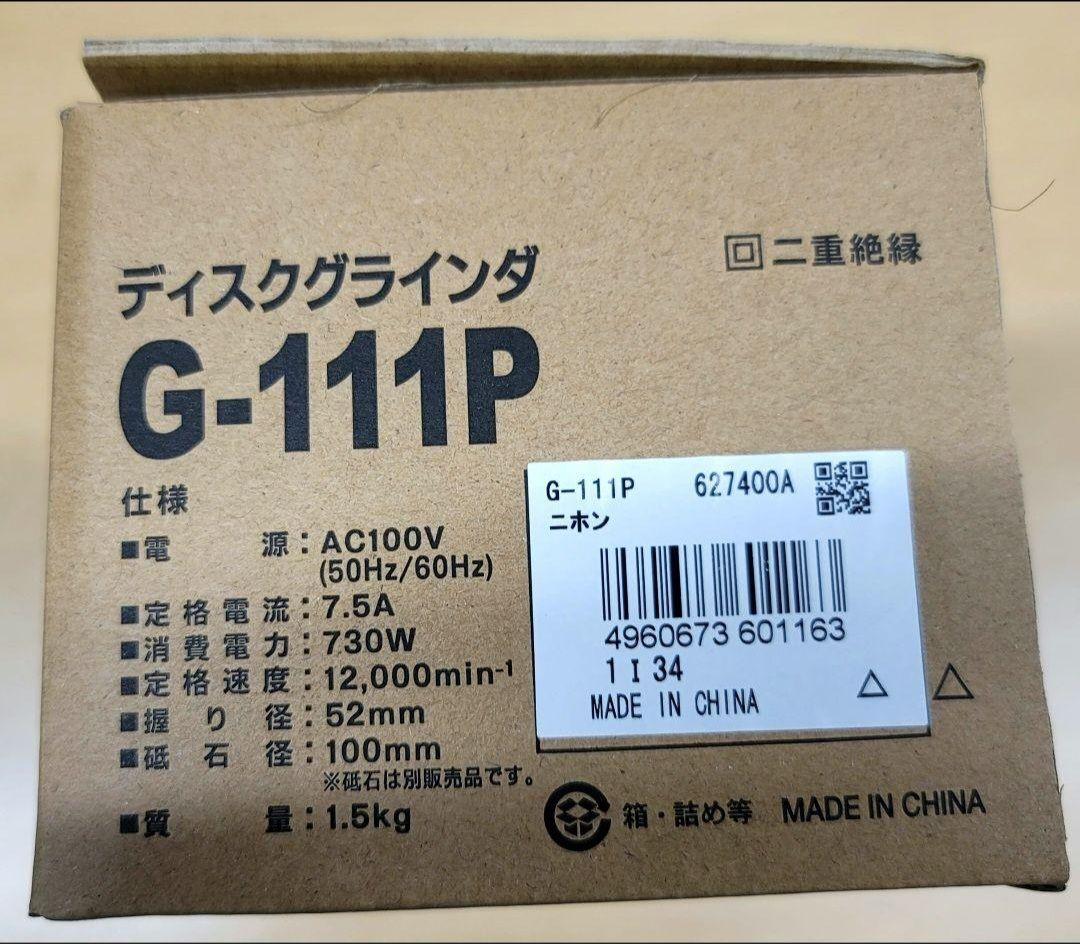 回二重絶縁
ディスクグラインダ
G-111P
仕様
■電源：AC100V
(50Hz/60Hz)
■定格電流：7.5A
■消費電力：730W
■定格速度：12,000min-1
■握り径：52mm
■砥石径：100mm
※砥石は別販売品です。
■質量：1.5kg
G-111P 627400A
ニホン
4960673 601163
1 I 34
MADE IN CHINA △
△
箱・詰め等 MADE IN CHINA